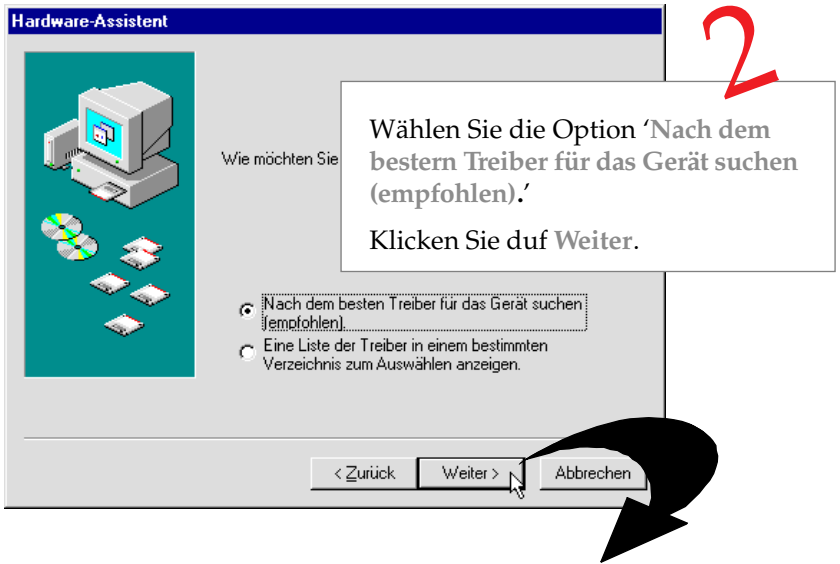 Hardware-Assistent
2
Wählen Sie die Option ‘Nach dem
bestern Treiber für das Gerät suchen
(empfohlen).’
Klicken Sie duf Weiter.
Wie möchten Sie
Nach dem besten Treiber für das Gerät suchen
(empfohlen).
Eine Liste der Treiber in einem bestimmten
Verzeichnis zum Auswählen anzeigen.
< Zurück
Weiter >
Abbrechen